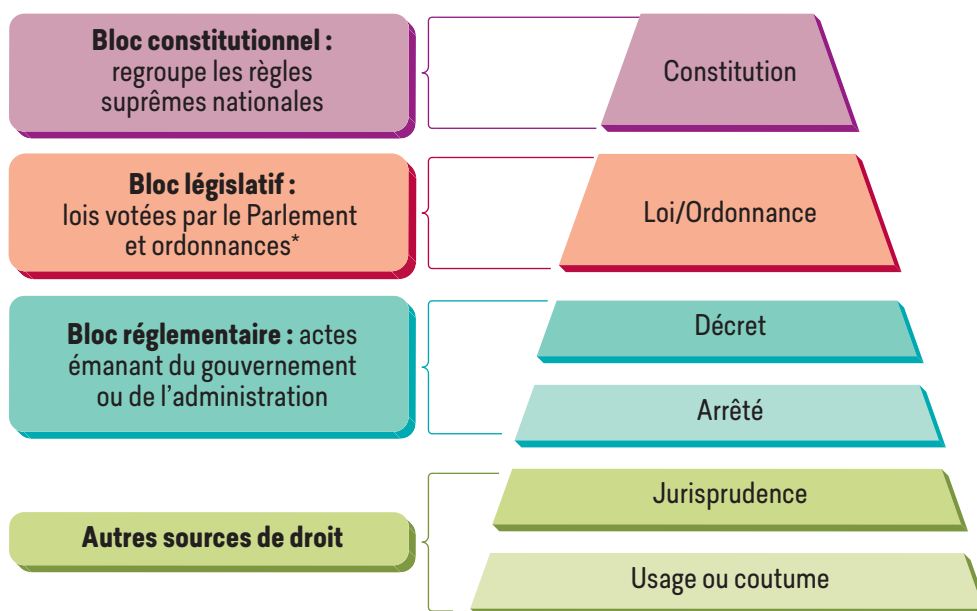 Bloc constitutionnel :
regroupe les règles
suprêmes nationales
Constitution
Bloc législatif :
lois votées par le Parlement
et ordonnances*
Loi/Ordonnance
Bloc réglementaire : actes
émanant du gouvernement
ou de l'administration
Décret
Arrêté
Autres sources de droit
Jurisprudence
Usage ou coutume